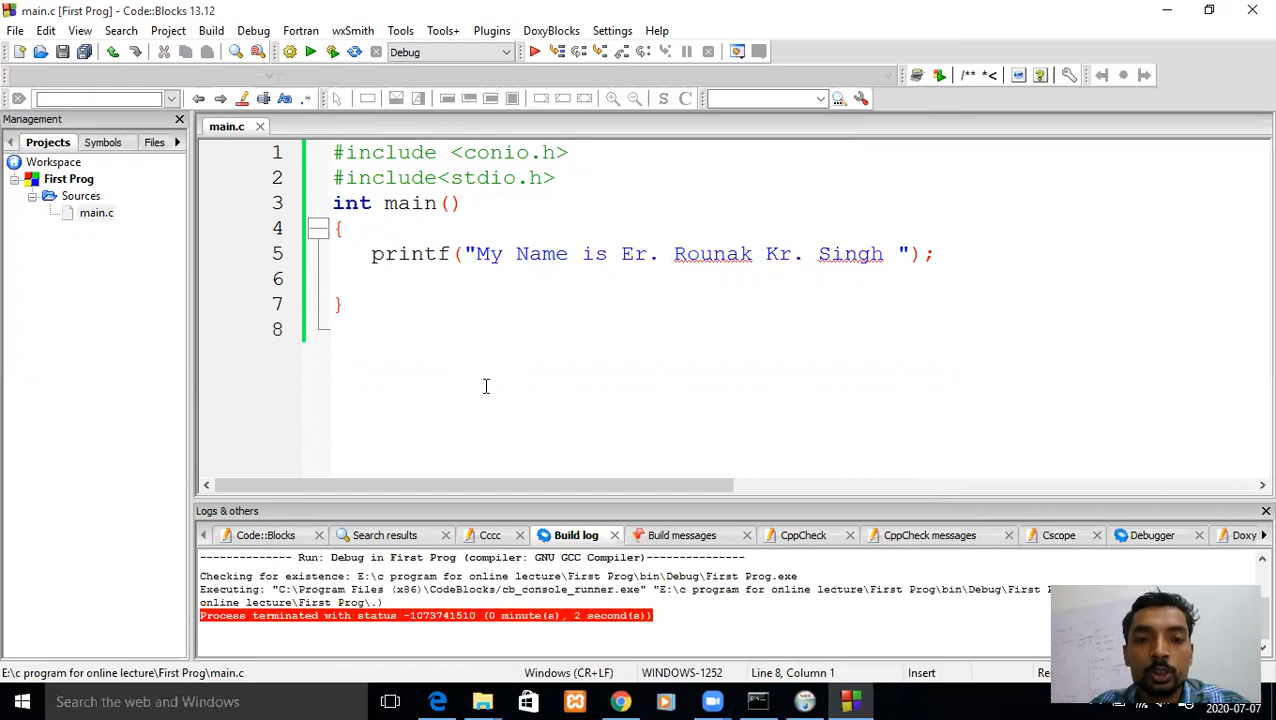 main.c [First Prog] - Code::Blocks 13.12
File Edit View Search Project Build Debug Fortran wxSmith Tools Tools+ Plugins DoxyBlocks Settings Help
Debug
/** *<
S C
Management
main.c
Projects Symbols Files
Workspace
First Prog
Sources
main.c
1 #include <conio.h>
2 #include<stdio.h>
3 int main()
4 {
5 printf("My Name is Er. Rounak Kr. Singh ");
6
7 }
8
Logs & others
Code::Blocks Search results Cccc Build log Build messages CppCheck CppCheck messages Cscope Debugger Doxy
-------------- Run: Debug in First Prog (compiler: GNU GCC Compiler)---------------
Checking for existence: E:\c program for online lecture\First Prog\bin\Debug\First Prog.exe
Executing: "C:\Program Files (x86)\CodeBlocks/cb_console_runner.exe" "E:\c program for online lecture\First Prog\bin\Debug\First
online lecture\First Prog\.)
Process terminated with status -1073741510 (0 minute(s), 2 second(s))
E:\c program for online lecture\First Prog\main.c Windows (CR+LF) WINDOWS-1252 Line 8, Column 1 Insert
Search the web and Windows
2020-07-07